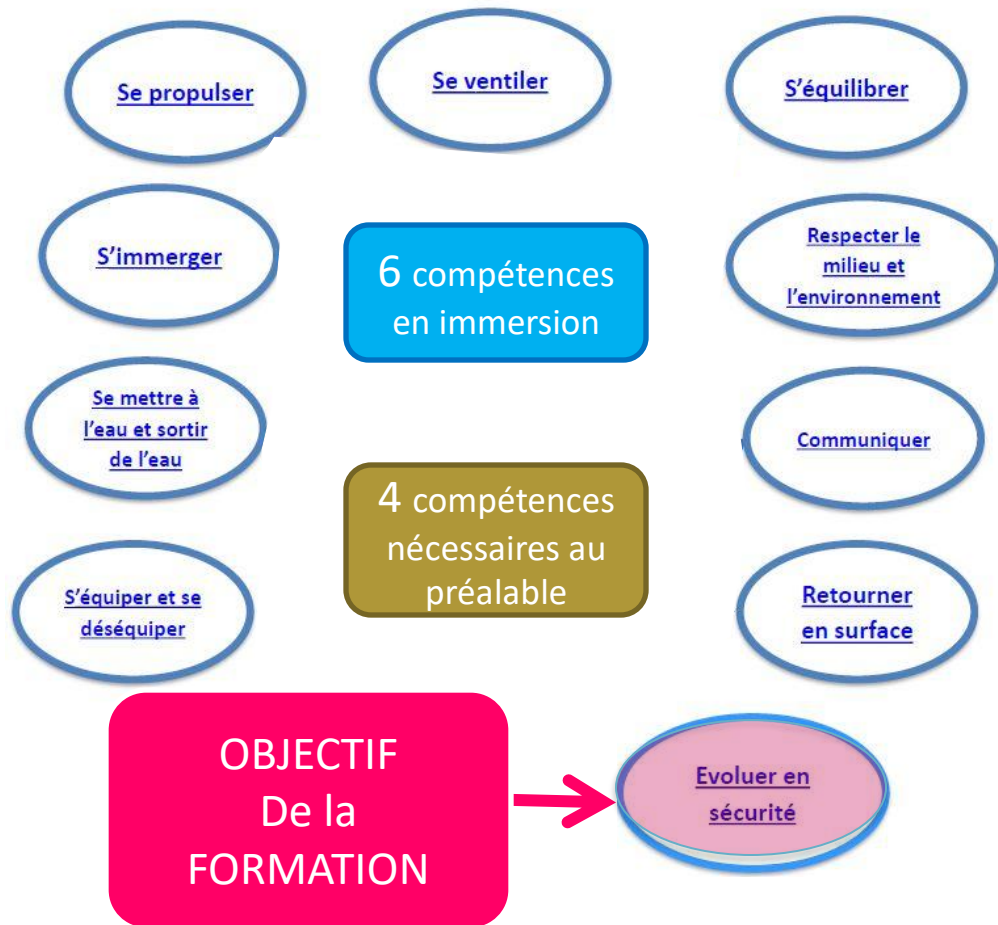 Se propulser
Se ventiler
S'équilibrer
S'immerger
6 compétences
en immersion
Respecter le
milieu et
l'environnement
Se mettre à
l'eau et sortir
de l'eau
Communiquer
4 compétences
nécessaires au
préalable
S'équiper et se
déséquiper
Retourner
en surface
OBJECTIF
De la
FORMATION
Evoluer en
sécurité